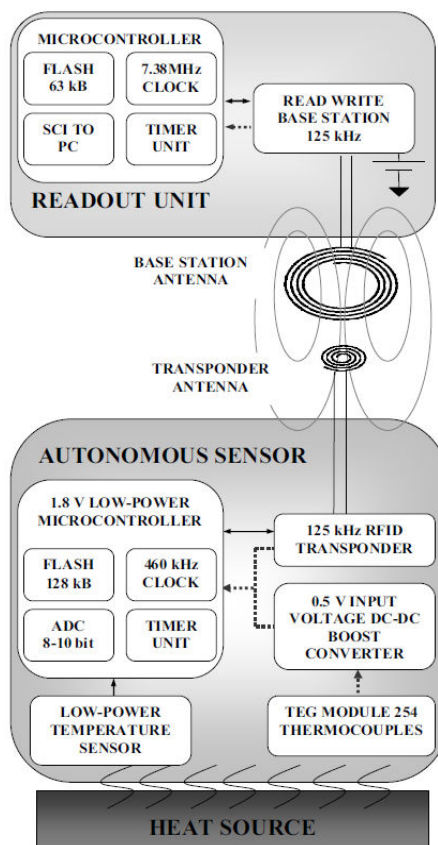 MICROCONTROLLER
FLASH
63 kB
7.38MHz
CLOCK
SCI TO
PC
TIMER
UNIT
READ WRITE
BASE STATION
125 kHz
READOUT UNIT
BASE STATION
ANTENNA
TRANSPONDER
ANTENNA
AUTONOMOUS SENSOR
1.8 V LOW-POWER
MICROCONTROLLER
FLASH
128 kB
460 kHz
CLOCK
ADC
8-10 bit
TIMER
UNIT
125 kHz RFID
TRANSPONDER
0.5 V INPUT
VOLTAGE DC-DC
BOOST
CONVERTER
LOW-POWER
TEMPERATURE
SENSOR
TEG MODULE 254
THERMOCOUPLES
HEAT SOURCE